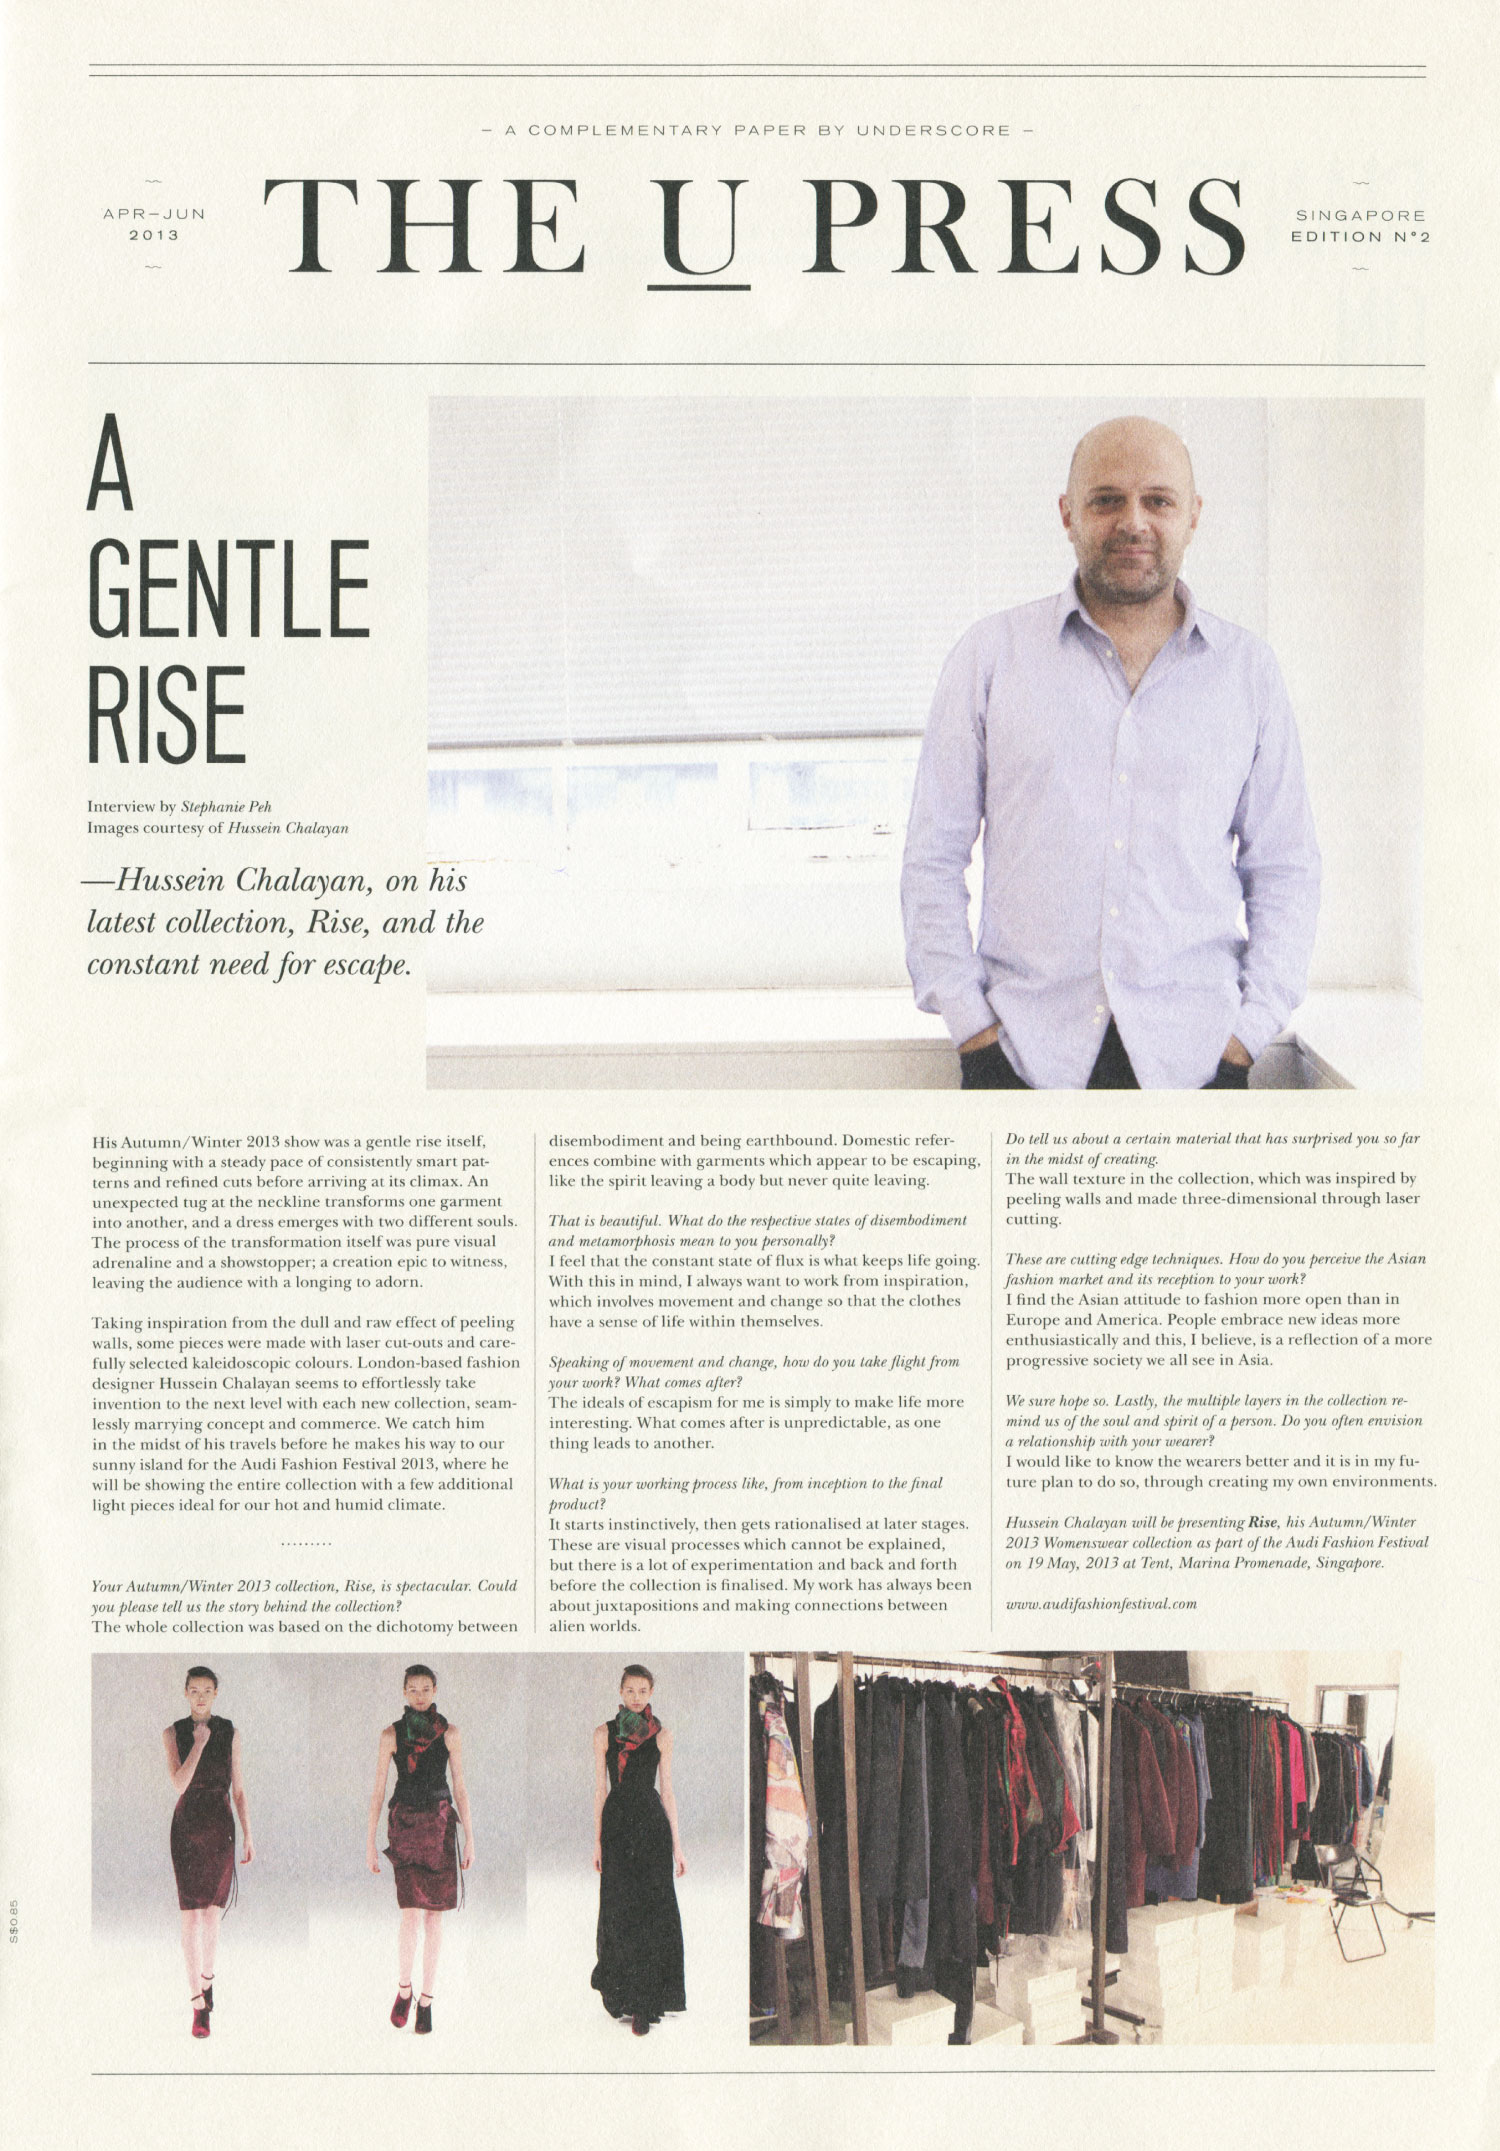 – A COMPLEMENTARY PAPER BY UNDERSCORE –
APR–JUN
2013
THE U PRESS
SINGAPORE
EDITION N°2
A
GENTLE
RISE
Interview by Stephanie Peh
Images courtesy of Hussein Chalayan
—Hussein Chalayan, on his
latest collection, Rise, and the
constant need for escape.
His Autumn/Winter 2013 show was a gentle rise itself,
beginning with a steady pace of consistently smart pat-
terns and refined cuts before arriving at its climax. An
unexpected tug at the neckline transforms one garment
into another, and a dress emerges with two different souls.
The process of the transformation itself was pure visual
adrenaline and a showstopper; a creation epic to witness,
leaving the audience with a longing to adorn.
Taking inspiration from the dull and raw effect of peeling
walls, some pieces were made with laser cut-outs and care-
fully selected kaleidoscopic colours. London-based fashion
designer Hussein Chalayan seems to effortlessly take
invention to the next level with each new collection, seam-
lessly marrying concept and commerce. We catch him
in the midst of his travels before he makes his way to our
sunny island for the Audi Fashion Festival 2013, where he
will be showing the entire collection with a few additional
light pieces ideal for our hot and humid climate.
.........
Your Autumn/Winter 2013 collection, Rise, is spectacular. Could
you please tell us the story behind the collection?
The whole collection was based on the dichotomy between
disembodiment and being earthbound. Domestic refer-
ences combine with garments which appear to be escaping,
like the spirit leaving a body but never quite leaving.
That is beautiful. What do the respective states of disembodiment
and metamorphosis mean to you personally?
I feel that the constant state of flux is what keeps life going.
With this in mind, I always want to work from inspiration,
which involves movement and change so that the clothes
have a sense of life within themselves.
Speaking of movement and change, how do you take flight from
your work? What comes after?
The ideals of escapism for me is simply to make life more
interesting. What comes after is unpredictable, as one
thing leads to another.
What is your working process like, from inception to the final
product?
It starts instinctively, then gets rationalised at later stages.
These are visual processes which cannot be explained,
but there is a lot of experimentation and back and forth
before the collection is finalised. My work has always been
about juxtapositions and making connections between
alien worlds.
Do tell us about a certain material that has surprised you so far
in the midst of creating.
The wall texture in the collection, which was inspired by
peeling walls and made three-dimensional through laser
cutting.
These are cutting edge techniques. How do you perceive the Asian
fashion market and its reception to your work?
I find the Asian attitude to fashion more open than in
Europe and America. People embrace new ideas more
enthusiastically and this, I believe, is a reflection of a more
progressive society we all see in Asia.
We sure hope so. Lastly, the multiple layers in the collection re-
mind us of the soul and spirit of a person. Do you often envision
a relationship with your wearer?
I would like to know the wearers better and it is in my fu-
ture plan to do so, through creating my own environments.
Hussein Chalayan will be presenting Rise, his Autumn/Winter
2013 Womenswear collection as part of the Audi Fashion Festival
on 19 May, 2013 at Tent, Marina Promenade, Singapore.
www.audifashionfestival.com
S$0.85